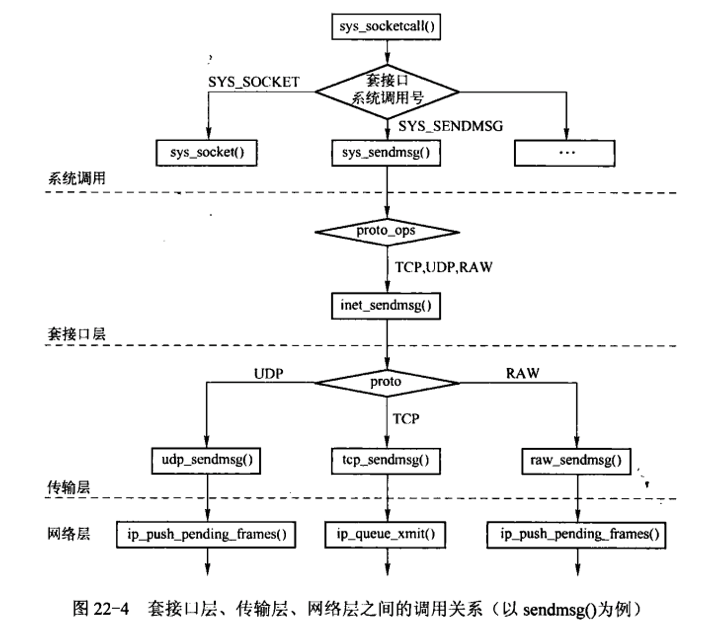 sys_socketcall()
SYS_SOCKET
套接口
系统调用号
SYS_SENDMSG
sys_socket()
sys_sendmsg()
···
系统调用
proto_ops
TCP,UDP,RAW
inet_sendmsg()
套接口层
UDP
proto
RAW
TCP
udp_sendmsg()
tcp_sendmsg()
raw_sendmsg()
传输层
网络层
ip_push_pending_frames()
ip_queue_xmit()
ip_push_pending_frames()
图 22-4 套接口层、传输层、网络层之间的调用关系（以 sendmsg()为例）